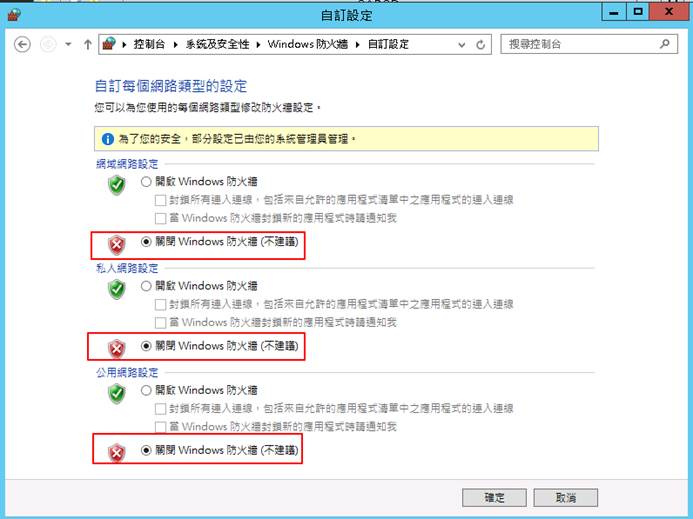 自訂設定
控制台 系統及安全性 Windows 防火牆 自訂設定 搜尋控制台
自訂每個網路類型的設定
您可以為您使用的每個網路類型修改防火牆設定。
為了您的安全，部分設定已由您的系統管理員管理。
網域網路設定
開啟 Windows 防火牆
封鎖所有連入連線，包括來自允許的應用程式清單中之應用程式的連入連線
當 Windows 防火牆封鎖新的應用程式時請通知我
關閉 Windows 防火牆 (不建議)
私人網路設定
開啟 Windows 防火牆
封鎖所有連入連線，包括來自允許的應用程式清單中之應用程式的連入連線
當 Windows 防火牆封鎖新的應用程式時請通知我
關閉 Windows 防火牆 (不建議)
公用網路設定
開啟 Windows 防火牆
封鎖所有連入連線，包括來自允許的應用程式清單中之應用程式的連入連線
當 Windows 防火牆封鎖新的應用程式時請通知我
關閉 Windows 防火牆 (不建議)
確定 取消